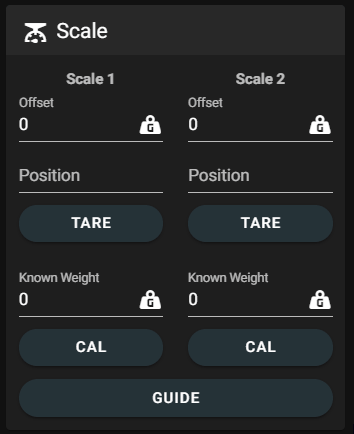 Scale
Scale 1 Scale 2
Offset Offset
0 G 0 G
Position Position
TARE TARE
Known Weight Known Weight
0 G 0 G
CAL CAL
GUIDE